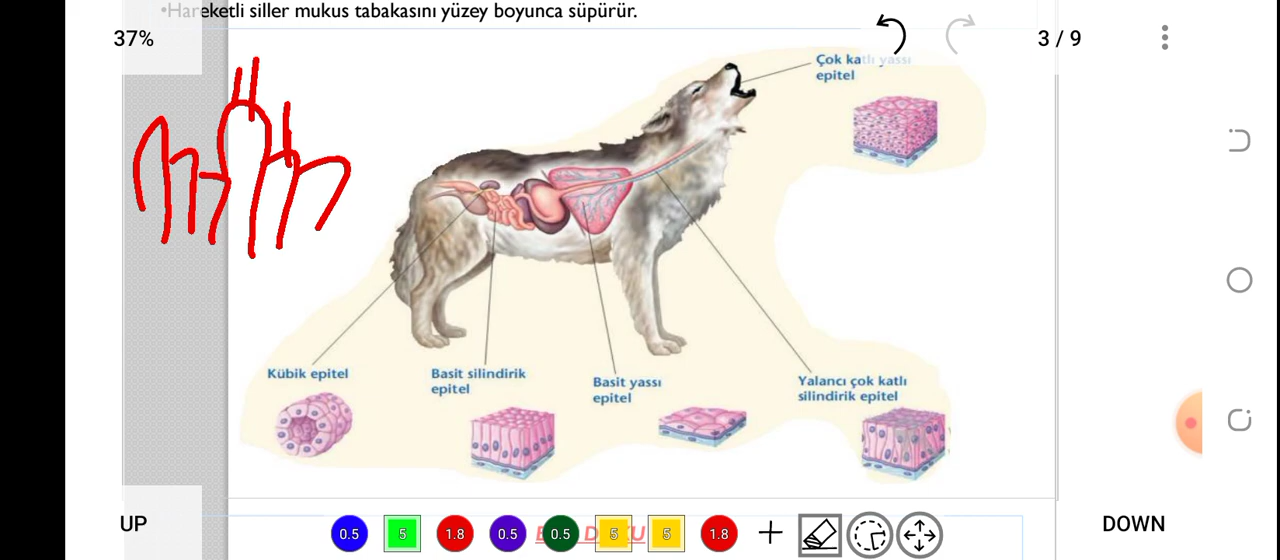 •Hareketli siller mukus tabakasını yüzey boyunca süpürür.
37%
3 / 9
Çok katlı yassı
epitel
Kübik epitel
Basit silindirik
epitel
Basit yassı
epitel
Yalancı çok katlı
silindirik epitel
UP
0.5 5 1.8 0.5 0.5 5 5 1.8
DOWN